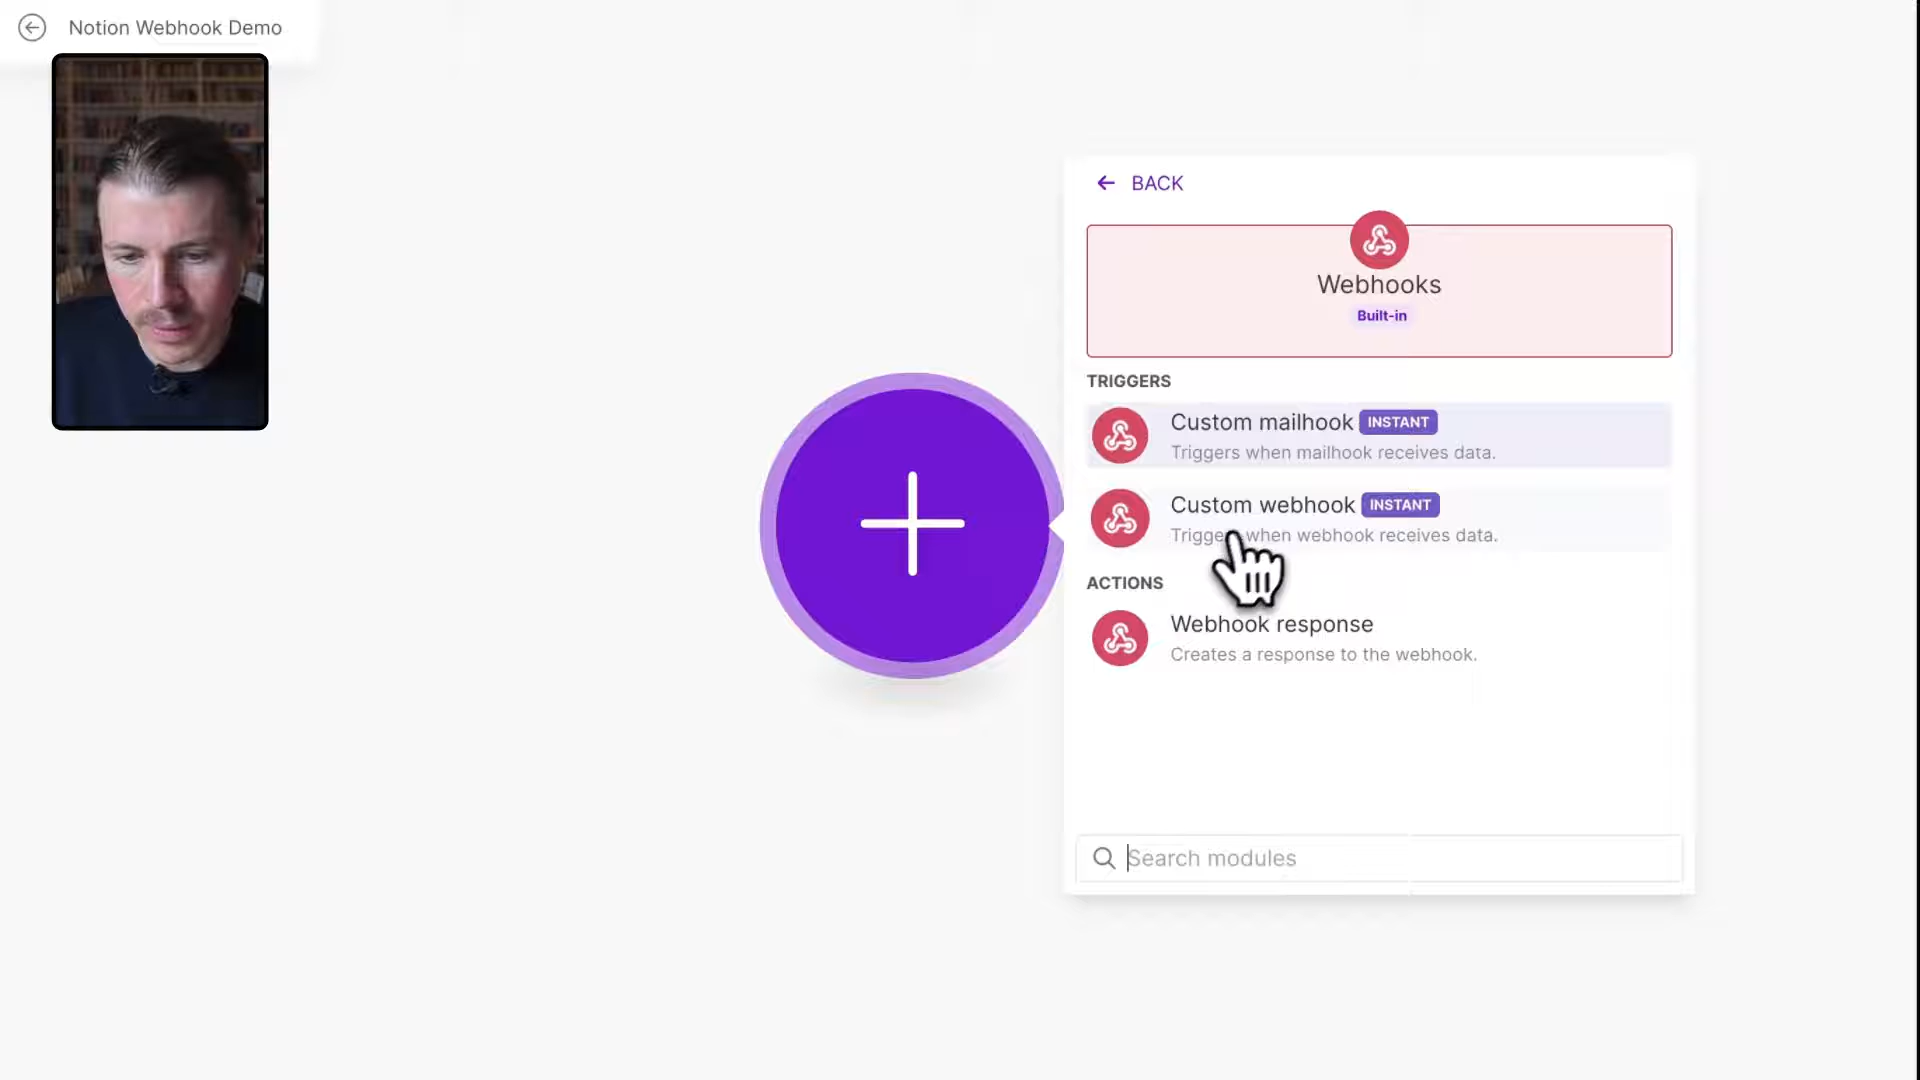 Notion Webhook Demo
BACK
Webhooks
Built-in
TRIGGERS
Custom mailhook INSTANT
Triggers when mailhook receives data.
Custom webhook INSTANT
Trigge when webhook receives data.
ACTIONS
Webhook response
Creates a response to the webhook.
Search modules